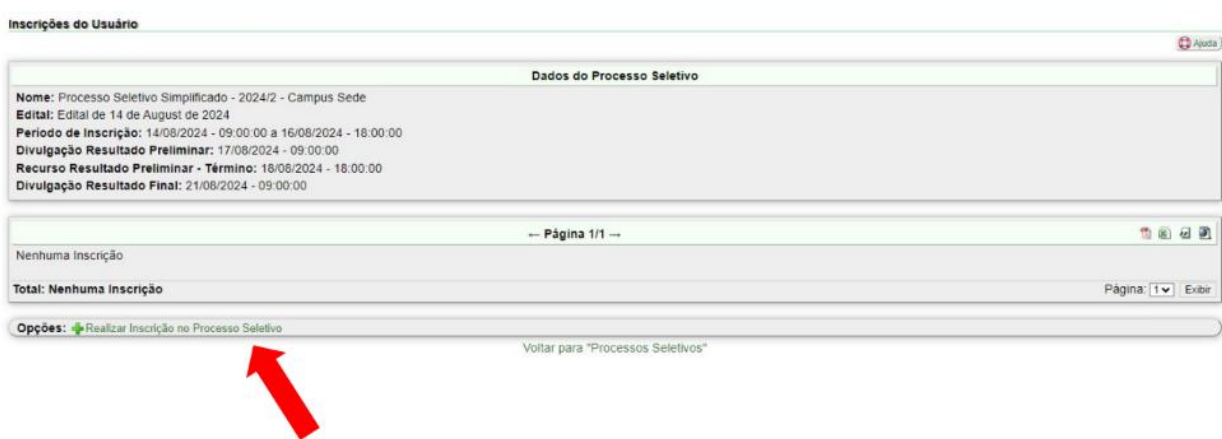 Inscrições do Usuário
Ajuda
Dados do Processo Seletivo
Nome: Processo Seletivo Simplificado - 2024/2 - Campus Sede
Edital: Edital de 14 de August de 2024
Período de Inscrição: 14/08/2024 - 09:00:00 a 16/08/2024 - 18:00:00
Divulgação Resultado Preliminar: 17/08/2024 - 09:00:00
Recurso Resultado Preliminar - Término: 18/08/2024 - 18:00:00
Divulgação Resultado Final: 21/08/2024 - 09:00:00
← Página 1/1 →
Nenhuma Inscrição
Total: Nenhuma Inscrição Página: 1 Exibir
Opções: Realizar Inscrição no Processo Seletivo
Voltar para "Processos Seletivos"